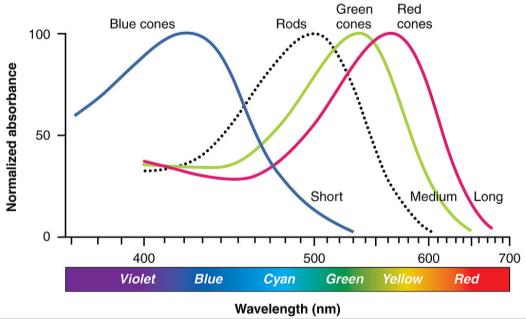 Blue cones
Rods
Green
cones
Red
cones
Normalized absorbance
100
50
0
Short
Medium
Long
400
500
600
700
Violet
Blue
Cyan
Green
Yellow
Red
Wavelength (nm)